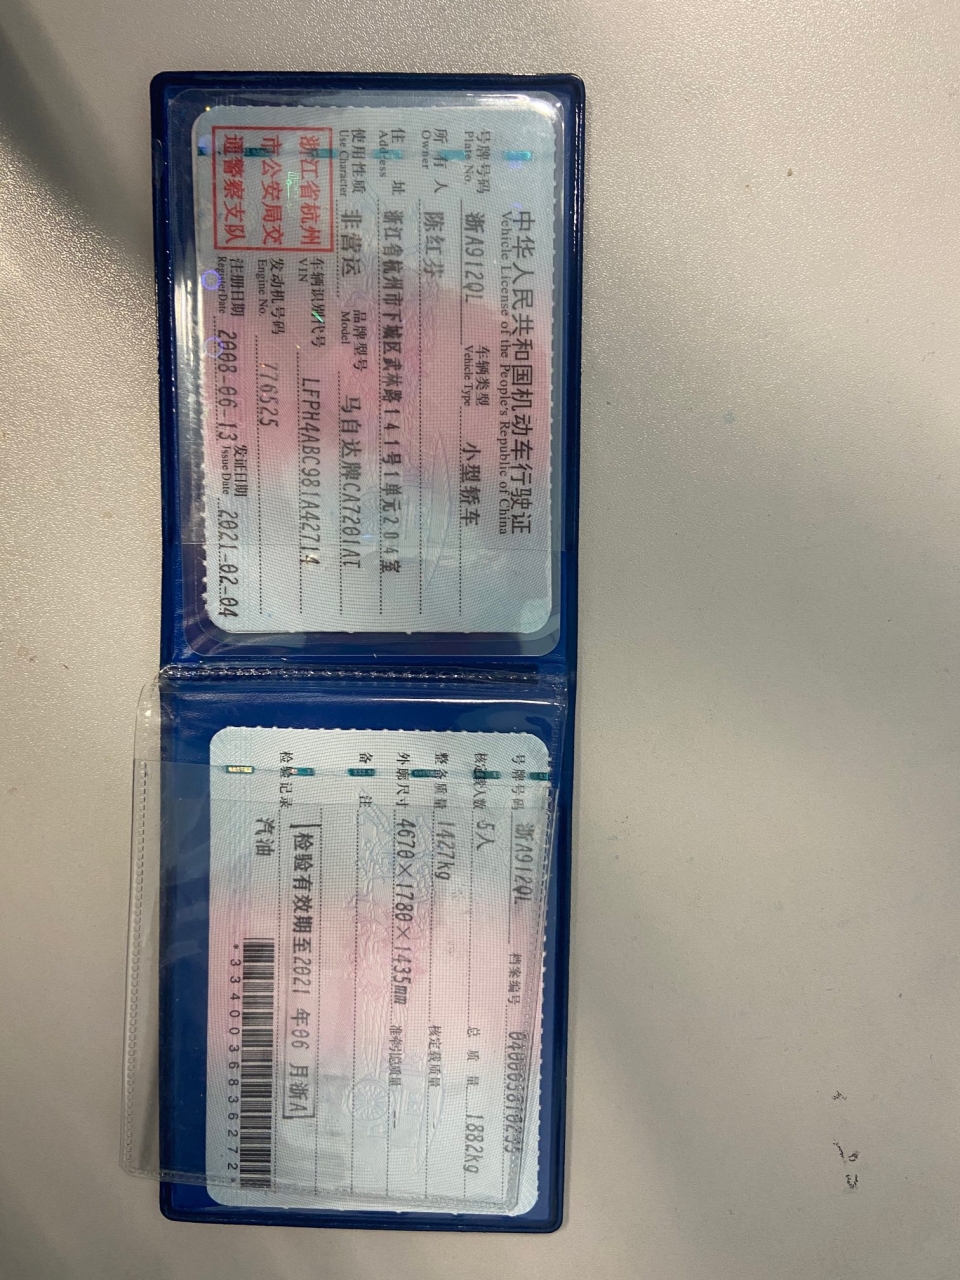 中华人民共和国机动车行驶证
Vehicle License of the People's Republic of China
号牌号码 浙A912QL 车辆类型 小型轿车
Plate No. Vehicle Type
所有人 陈红芬
Owner
住址 浙江省杭州市下城区武林路141号1单元204室
Address
使用性质 非营运 品牌型号 马自达牌CA7201AT
Use Character Model
浙江省杭州
市公安局交
通警察支队
车辆识别代号 LFPH4ABC981A42714
VIN
发动机号码 776525
Engine No.
注册日期 2008-06-13 发证日期 2021-02-04
Register Date Issue Date
号牌号码 浙A912QL 档案编号
核定载人数 5人 总质量 1882kg
整备质量 1427kg 核定载质量
外廓尺寸 4670×1780×1435mm 准牵引总质量 --
备注
检验有效期至2021年06月浙A
检验记录
汽油
*3340036836272*